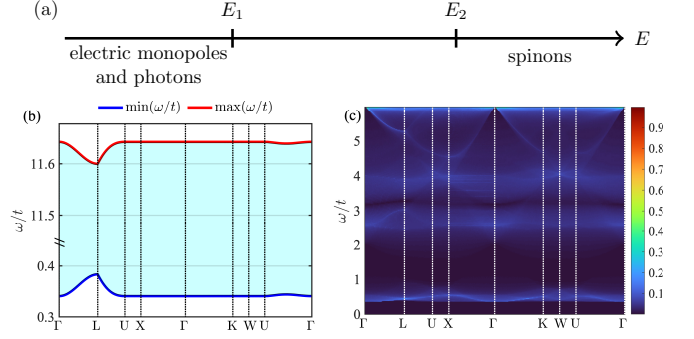 (a) E₁ E₂
E
electric monopoles
and photons
spinons
(b) min(ω/t) max(ω/t)
11.6
11.5
0.4
0.3
ω/t
Γ L U X Γ K W U Γ
(c)
5
4
3
2
1
0
ω/t
Γ L U X Γ K W U Γ
0.9
0.8
0.7
0.6
0.5
0.4
0.3
0.2
0.1